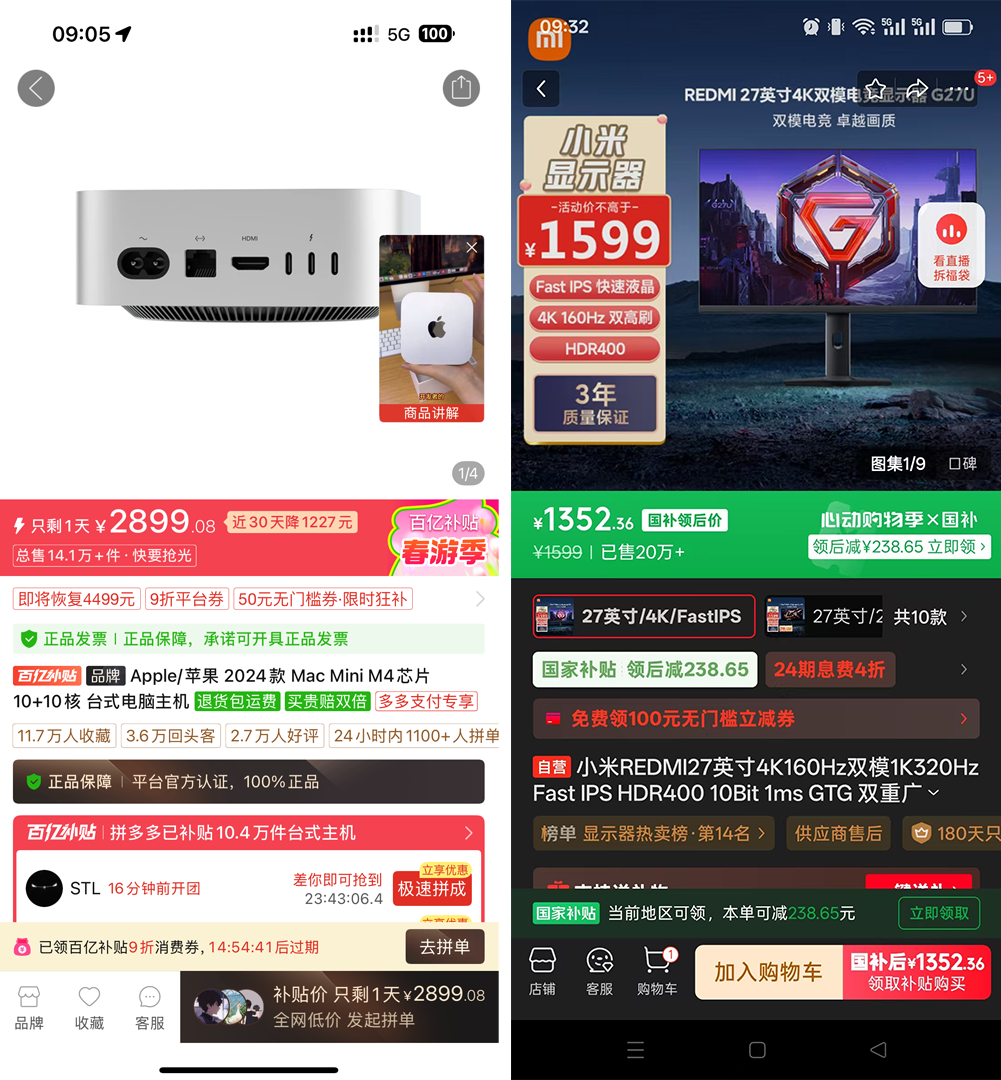 09:05
5G
100
HDMI
开发者的
商品讲解
1/4
只剩1天 ¥2899.08
近30天降1227元
总售14.1万+件·快要抢光
百亿补贴
春游季
即将恢复4499元
9折平台券
50元无门槛券·限时狂补
正品发票
正品保障，承诺可开具正品发票
百亿补贴 品牌 Apple/苹果 2024款 Mac Mini M4芯片
10+10核 台式电脑主机 退货包运费 买贵赔双倍 多多支付专享
11.7万人收藏
3.6万回头客
2.7万人好评
24小时内1100+人拼单
正品保障
平台官方认证，100%正品
百亿补贴
拼多多已补贴10.4万件台式主机
STL 16分钟前开团
差你即可抢到
23:43:06.4
立享优惠
极速拼成
立享优惠
已领百亿补贴9折消费券，14:54:41后过期
去拼单
品牌
收藏
客服
补贴价 只剩1天¥2899.08
全网低价 发起拼单
09:32
5G
5G
5+
REDMI 27英寸4K双模电竞显示器 G27U
双模电竞 卓越画质
小米
显示器
-活动价不高于-
¥1599
Fast IPS 快速液晶
4K 160Hz 双高刷
HDR400
3年
质量保证
G27U
看直播
拆福袋
图集1/9
口碑
¥1352.36 国补领后价
¥1599
已售20万+
心动购物季×国补
领后减¥238.65 立即领
27英寸/4K/FastIPS
27英寸/2
共10款
国家补贴 领后减238.65
24期息费4折
免费领100元无门槛立减券
自营 小米REDMI27英寸4K160Hz双模1K320Hz
Fast IPS HDR400 10Bit 1ms GTG 双重广
榜单 显示器热卖榜·第14名
供应商售后
180天只
国家补贴 当前地区可领，本单可减238.65元
立即领取
店铺
客服
购物车
1
加入购物车
国补后¥1352.36
领取补贴购买